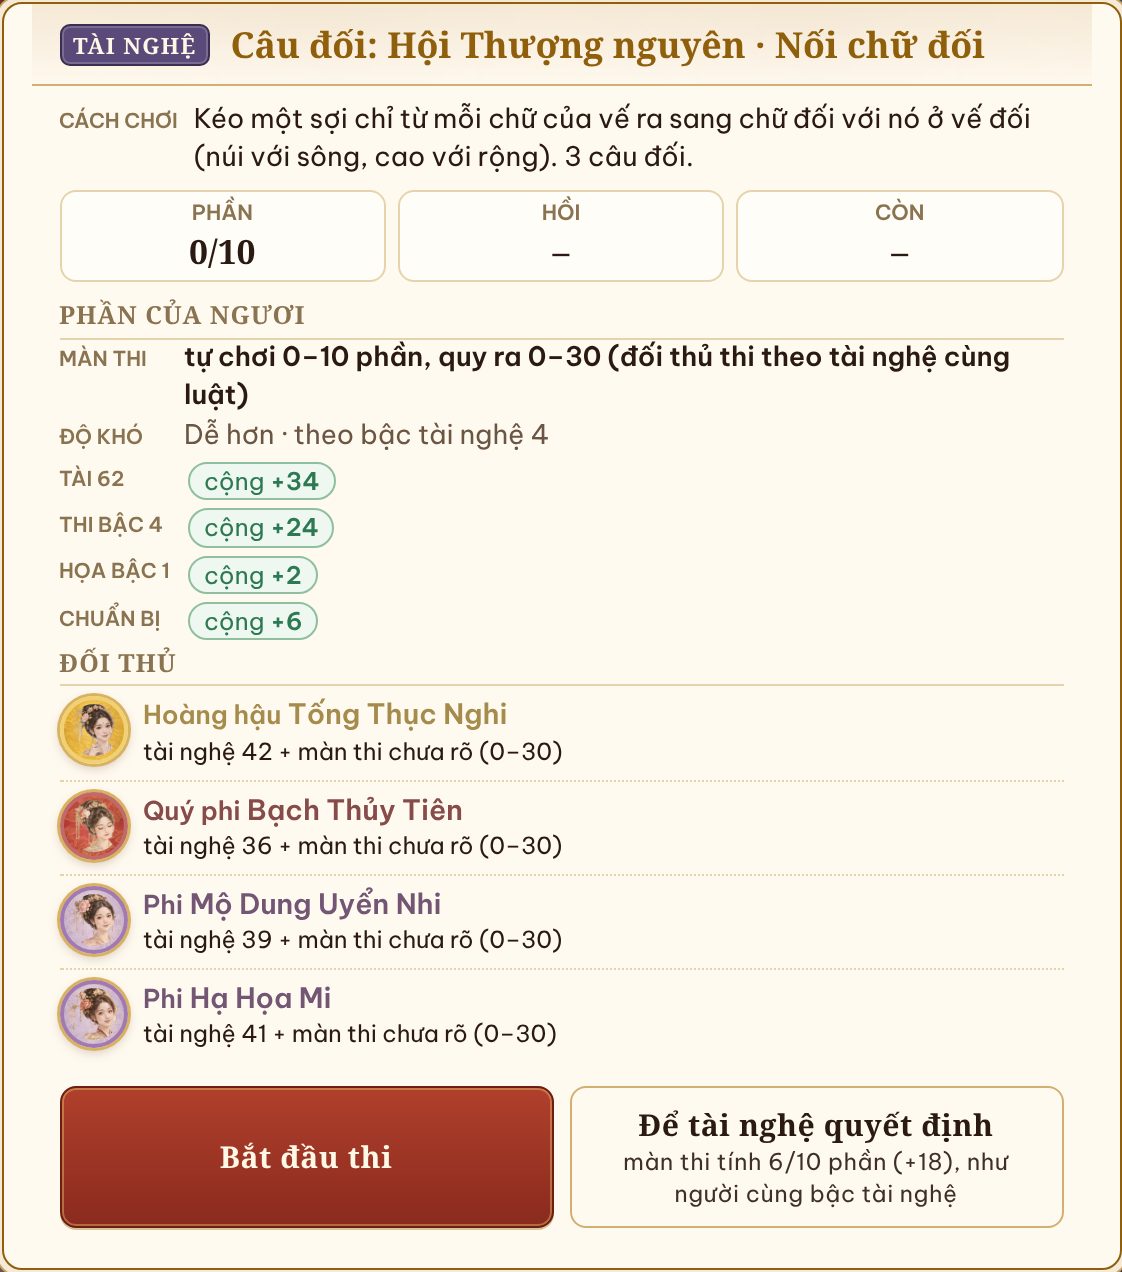 TÀI NGHỆ Câu đối: Hội Thượng nguyên · Nối chữ đối
CÁCH CHƠI Kéo một sợi chỉ từ mỗi chữ của vế ra sang chữ đối với nó ở vế đối
(núi với sông, cao với rộng). 3 câu đối.
PHẦN HỒI CÒN
0/10 – –
PHẦN CỦA NGƯƠI
MÀN THI tự chơi 0–10 phần, quy ra 0–30 (đối thủ thi theo tài nghệ cùng
luật)
ĐỘ KHÓ Dễ hơn · theo bậc tài nghệ 4
TÀI 62 cộng +34
THI BẬC 4 cộng +24
HỌA BẬC 1 cộng +2
CHUẨN BỊ cộng +6
ĐỐI THỦ
Hoàng hậu Tống Thục Nghi
tài nghệ 42 + màn thi chưa rõ (0–30)
Quý phi Bạch Thủy Tiên
tài nghệ 36 + màn thi chưa rõ (0–30)
Phi Mộ Dung Uyển Nhi
tài nghệ 39 + màn thi chưa rõ (0–30)
Phi Hạ Họa Mi
tài nghệ 41 + màn thi chưa rõ (0–30)
Bắt đầu thi
Để tài nghệ quyết định
màn thi tính 6/10 phần (+18), như
người cùng bậc tài nghệ